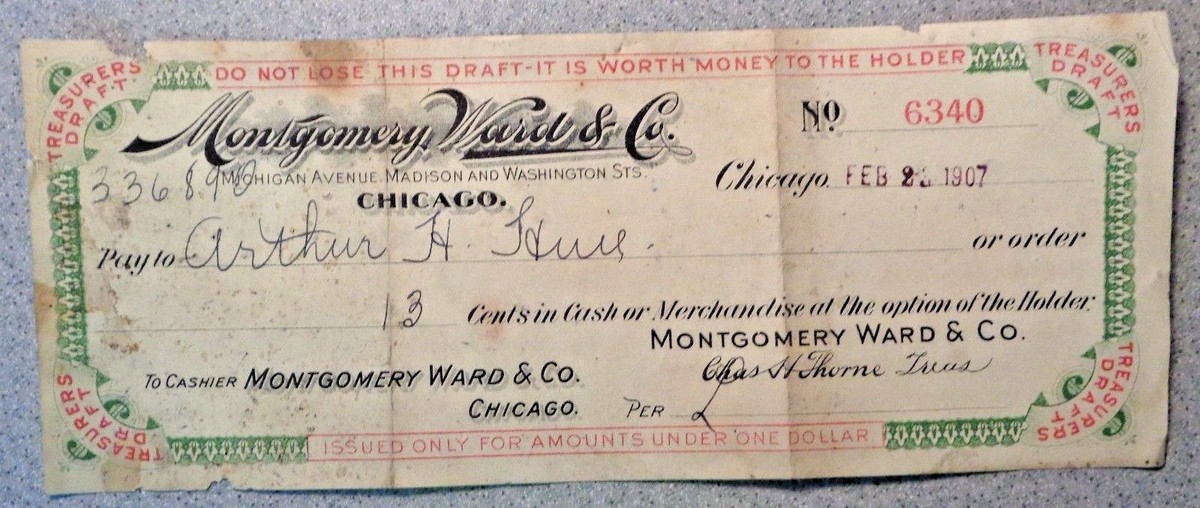 TREASURERS DRAFT
DO NOT LOSE THIS DRAFT-IT IS WORTH MONEY TO THE HOLDER
TREASURERS DRAFT
Montgomery Ward & Co.
No 6340
MICHIGAN AVENUE, MADISON AND WASHINGTON STS.
CHICAGO.
Chicago, FEB 23 1907
Pay to Arthur H. or order
13 Cents in Cash or Merchandise at the option of the Holder.
MONTGOMERY WARD & CO.
Chas H Thorne Treas
TO CASHIER MONTGOMERY WARD & CO.
CHICAGO.
PER
TREASURERS DRAFT
ISSUED ONLY FOR AMOUNTS UNDER ONE DOLLAR.
TREASURERS DRAFT